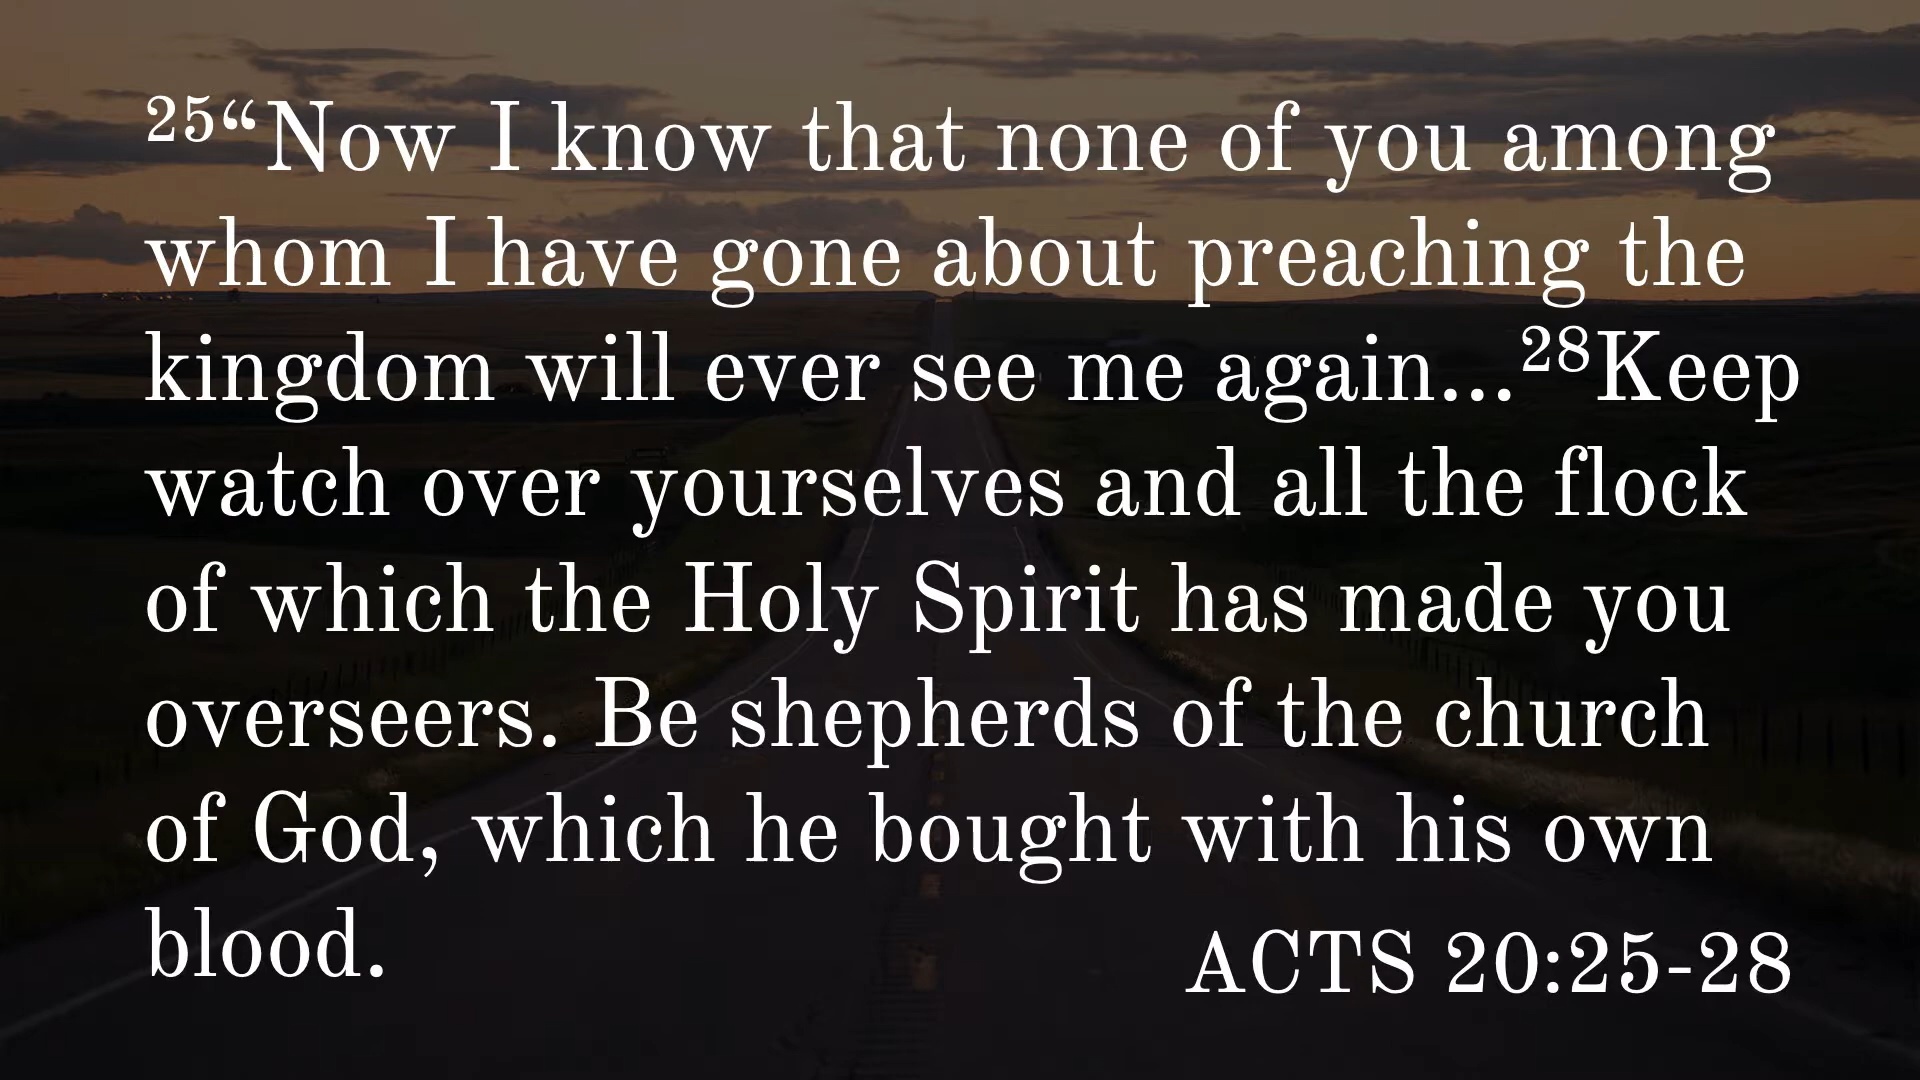 25“Now I know that none of you among
whom I have gone about preaching the
kingdom will ever see me again...28Keep
watch over yourselves and all the flock
of which the Holy Spirit has made you
overseers. Be shepherds of the church
of God, which he bought with his own
blood.
ACTS 20:25-28